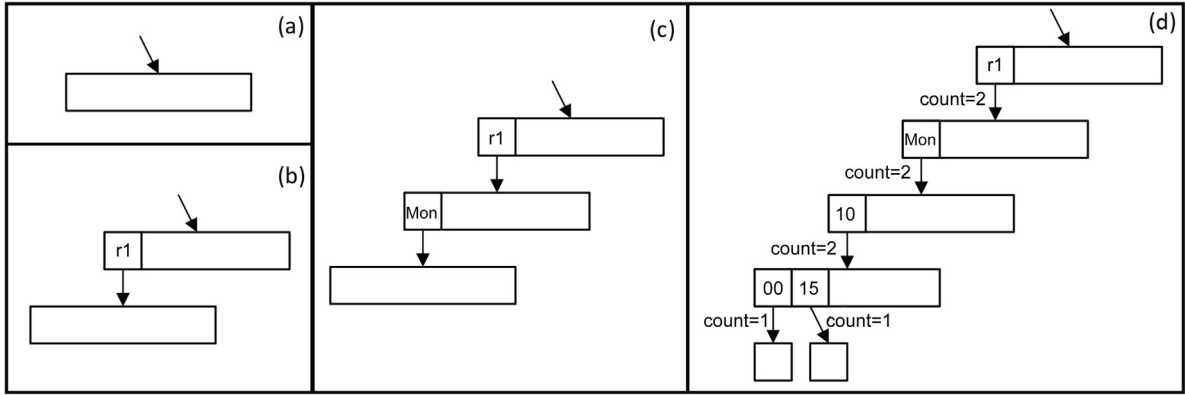 (a)
(b)
r1
(c)
r1
Mon
(d)
r1
count=2
Mon
count=2
10
count=2
00 15
count=1 count=1